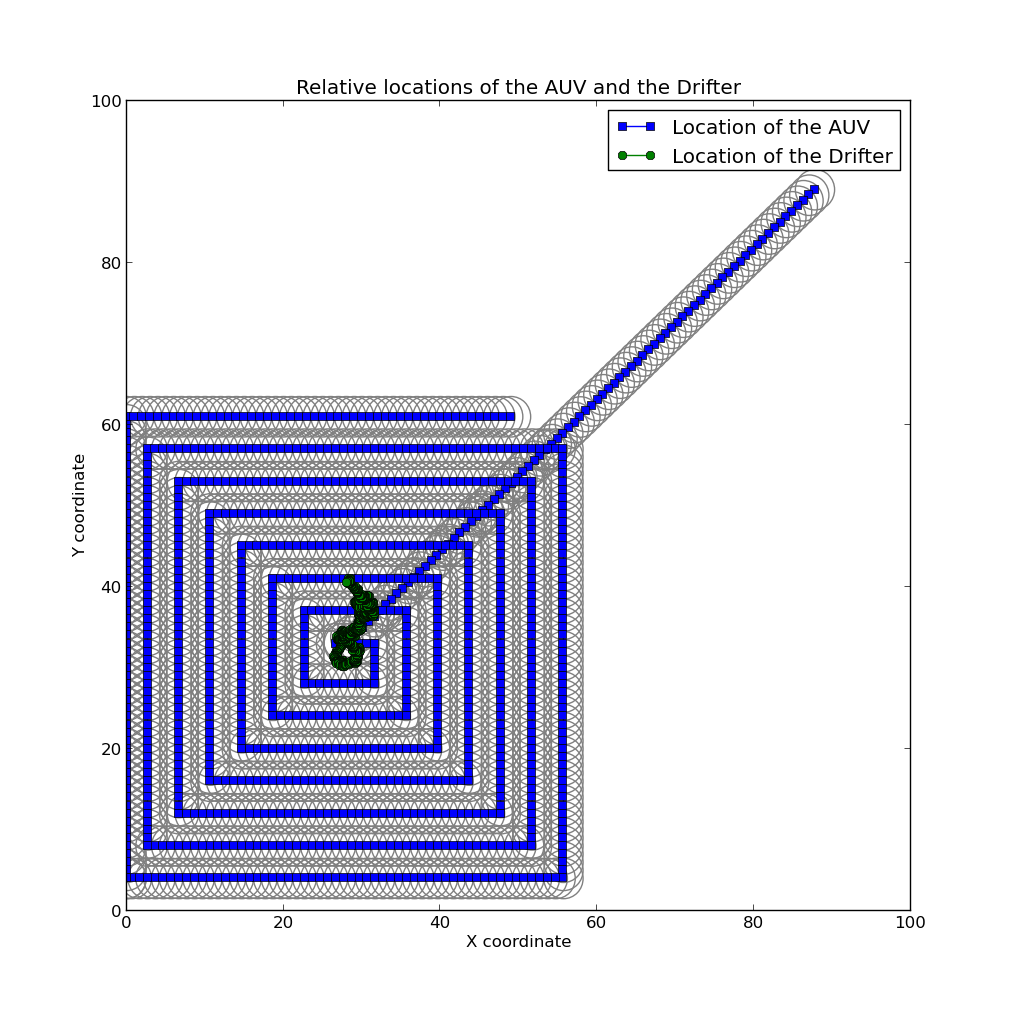 Relative locations of the AUV and the Drifter
Location of the AUV
Location of the Drifter
100
80
60
40
20
0
Y coordinate
0 20 40 60 80 100
X coordinate